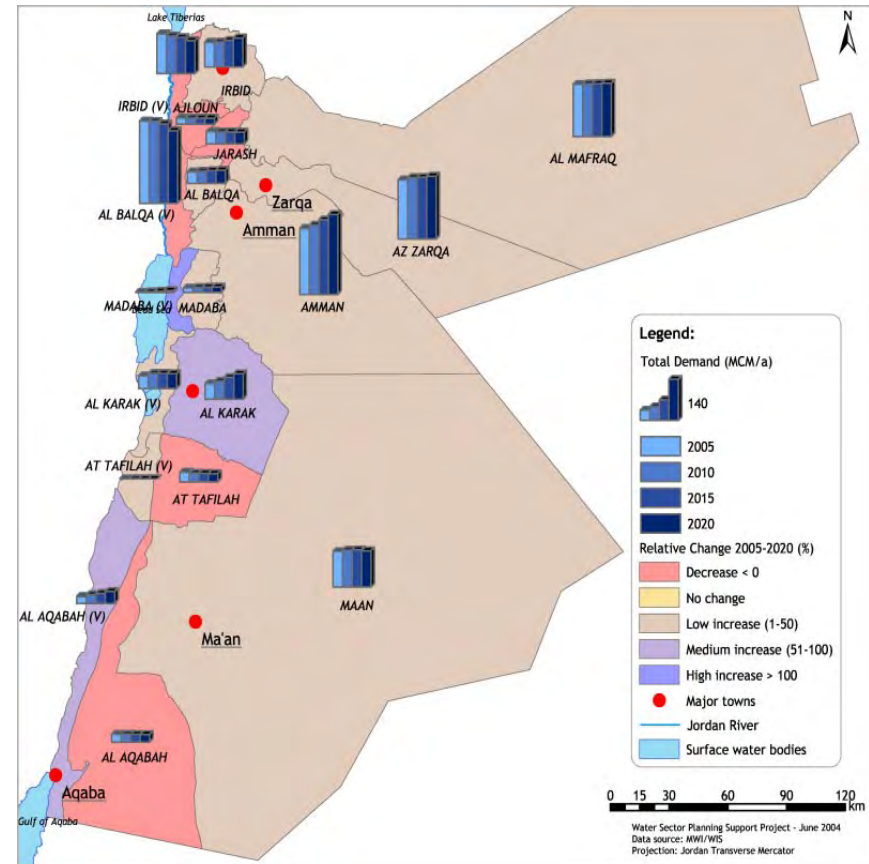 Lake Tiberias
N
IRBID
IRBID (V)
AJLOUN
JARASH
AL MAFRAQ
AL BALQA
Zarqa
AL BALQA (V)
Amman
AZ ZARQA
MADABA (V)
MADABA
Dead Sea
AMMAN
Legend:
Total Demand (MCM/a)
140
2005
2010
2015
2020
Relative Change 2005-2020 (%)
Decrease < 0
No change
Low increase (1-50)
Medium increase (51-100)
High increase > 100
Major towns
Jordan River
Surface water bodies
AL KARAK (V)
AL KARAK
AT TAFILAH (V)
AT TAFILAH
MAAN
AL AQABAH (V)
Ma'an
AL AQABAH
Aqaba
Gulf of Aqaba
0 15 30 60 90 120
km
Water Sector Planning Support Project - June 2004
Data source: MWI/WIS
Projection: Jordan Transverse Mercator